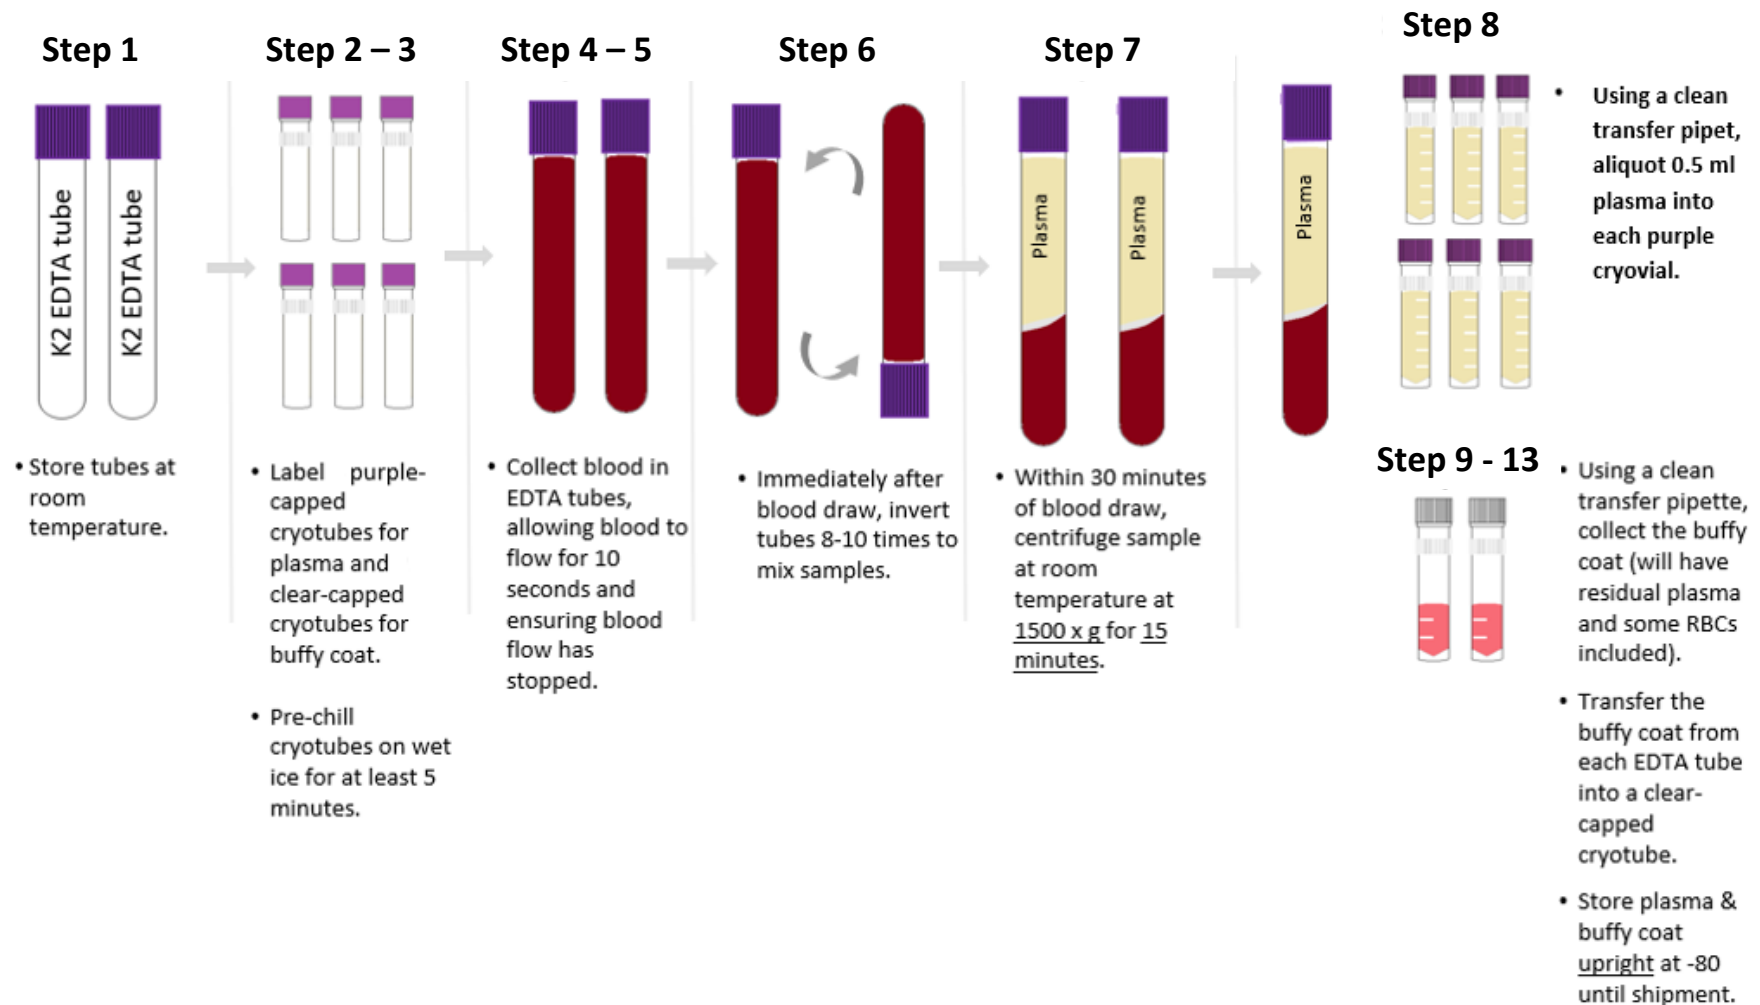 Step 1
K2 EDTA tube
K2 EDTA tube
• Store tubes at
room
temperature.
Step 2 – 3
• Label purple-
capped
cryotubes for
plasma and
clear-capped
cryotubes for
buffy coat.
• Pre-chill
cryotubes on wet
ice for at least 5
minutes.
Step 4 – 5
• Collect blood in
EDTA tubes,
allowing blood to
flow for 10
seconds and
ensuring blood
flow has
stopped.
Step 6
• Immediately after
blood draw, invert
tubes 8-10 times to
mix samples.
Step 7
Plasma
Plasma
• Within 30 minutes
of blood draw,
centrifuge sample
at room
temperature at
1500 x g for 15
minutes.
Plasma
Step 8
• Using a clean
transfer pipet,
aliquot 0.5 ml
plasma into
each purple
cryovial.
Step 9 - 13
• Using a clean
transfer pipette,
collect the buffy
coat (will have
residual plasma
and some RBCs
included).
• Transfer the
buffy coat from
each EDTA tube
into a clear-
capped
cryotube.
• Store plasma &
buffy coat
upright at -80
until shipment.